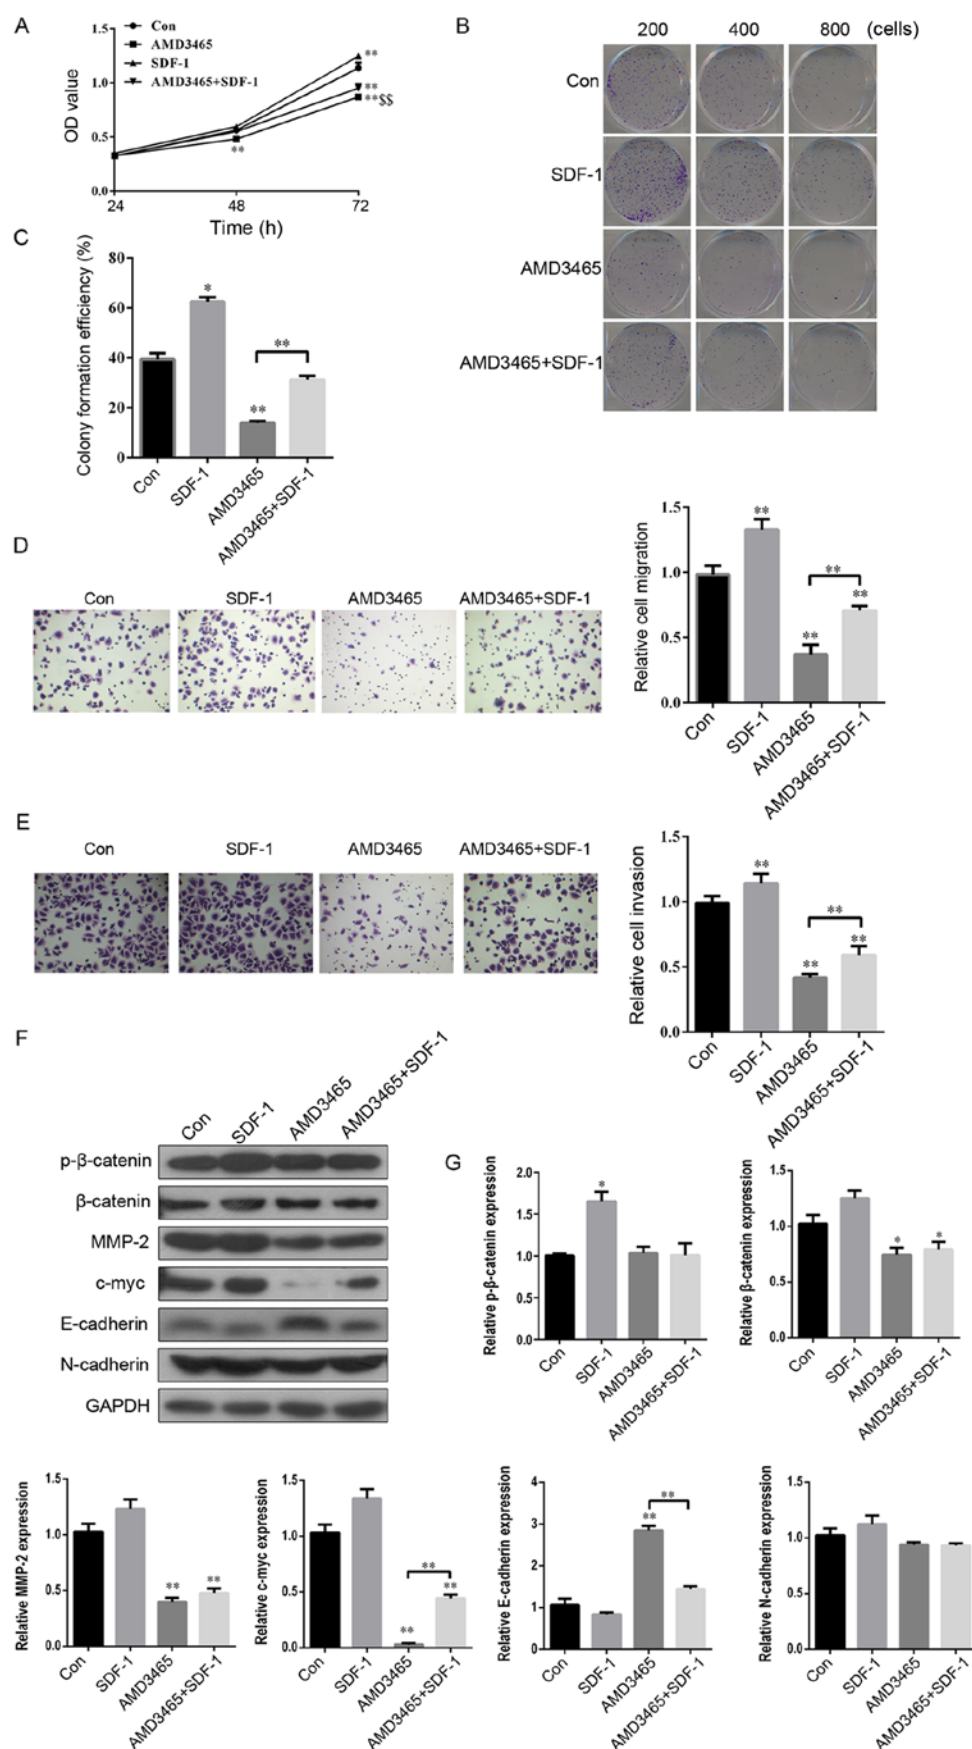 A
Con
AMD3465
SDF-1
AMD3465+SDF-1
OD value
1.5
1.0
0.5
0.0
**
**
**
**$$
24
48
72
Time (h)
B
200
400
800
(cells)
Con
SDF-1
AMD3465
AMD3465+SDF-1
C
Colony formation efficiency (%)
80
60
40
20
0
*
**
**
Con
SDF-1
AMD3465
AMD3465+SDF-1
D
Con
SDF-1
AMD3465
AMD3465+SDF-1
Relative cell migration
1.5
1.0
0.5
0.0
**
**
**
**
Con
SDF-1
AMD3465
AMD3465+SDF-1
E
Con
SDF-1
AMD3465
AMD3465+SDF-1
Relative cell invasion
1.5
1.0
0.5
0.0
**
**
**
**
Con
SDF-1
AMD3465
AMD3465+SDF-1
F
Con
SDF-1
AMD3465
AMD3465+SDF-1
p-β-catenin
β-catenin
MMP-2
c-myc
E-cadherin
N-cadherin
GAPDH
G
Relative p-β-catenin expression
2.0
1.5
1.0
0.5
0.0
*
Con
SDF-1
AMD3465
AMD3465+SDF-1
Relative β-catenin expression
1.5
1.0
0.5
0.0
*
*
Con
SDF-1
AMD3465
AMD3465+SDF-1
Relative MMP-2 expression
1.5
1.0
0.5
0.0
**
**
Con
SDF-1
AMD3465
AMD3465+SDF-1
Relative c-myc expression
1.5
1.0
0.5
0.0
**
**
**
Con
SDF-1
AMD3465
AMD3465+SDF-1
Relative E-cadherin expression
4
3
2
1
0
**
**
Con
SDF-1
AMD3465
AMD3465+SDF-1
Relative N-cadherin expression
1.5
1.0
0.5
0.0
Con
SDF-1
AMD3465
AMD3465+SDF-1